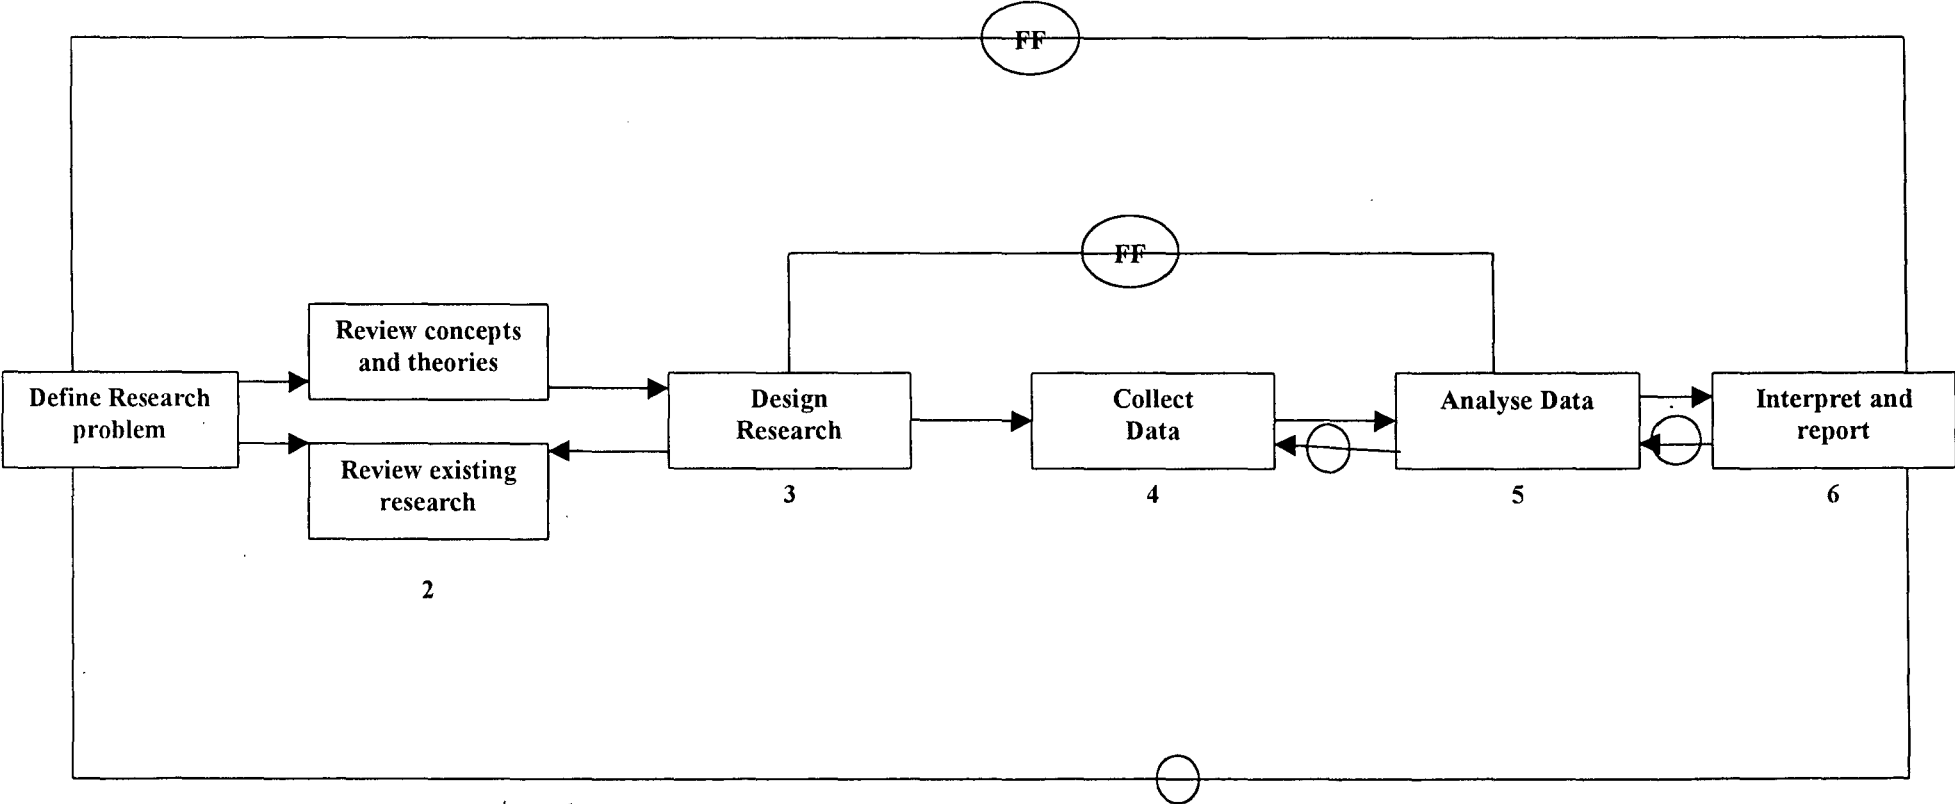 FF
FF
Review concepts
and theories
Define Research
problem
Review existing
research
2
Design
Research
3
Collect
Data
4
Analyse Data
5
Interpret and
report
6